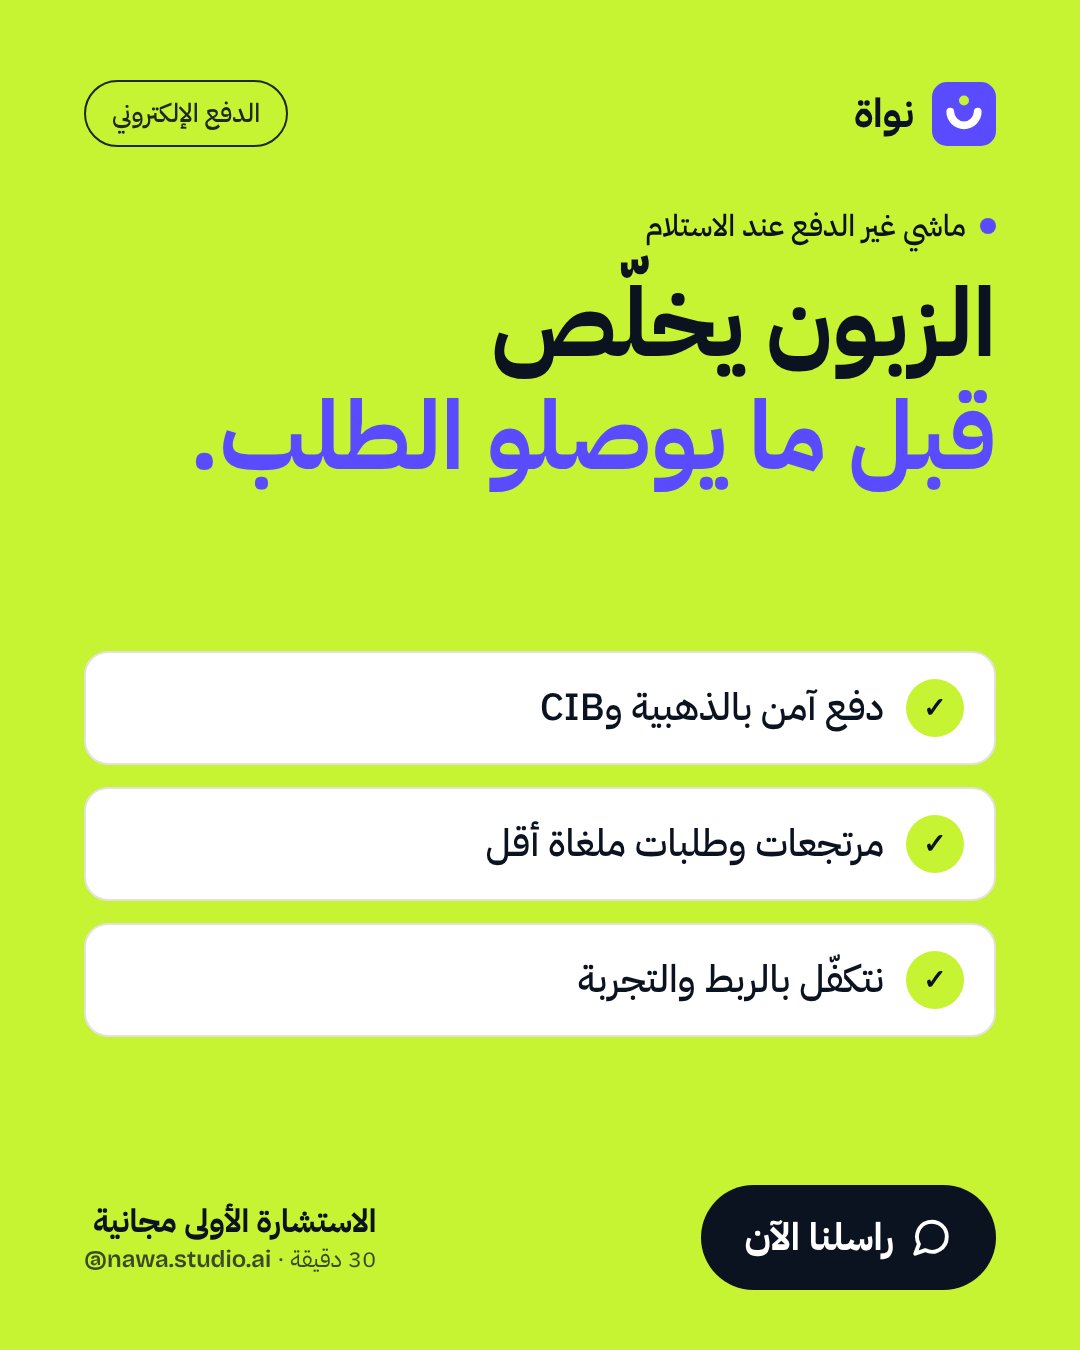 نواة
الدفع الإلكتروني
ماشي غير الدفع عند الاستلام
الزبون يخلّص
قبل ما يوصلو الطلب.
✓ دفع آمن بالذهبية وCIB
✓ مرتجعات وطلبات ملغاة أقل
✓ نتكفّل بالربط والتجربة
راسلنا الآن
الاستشارة الأولى مجانية
30 دقيقة · @nawa.studio.ai